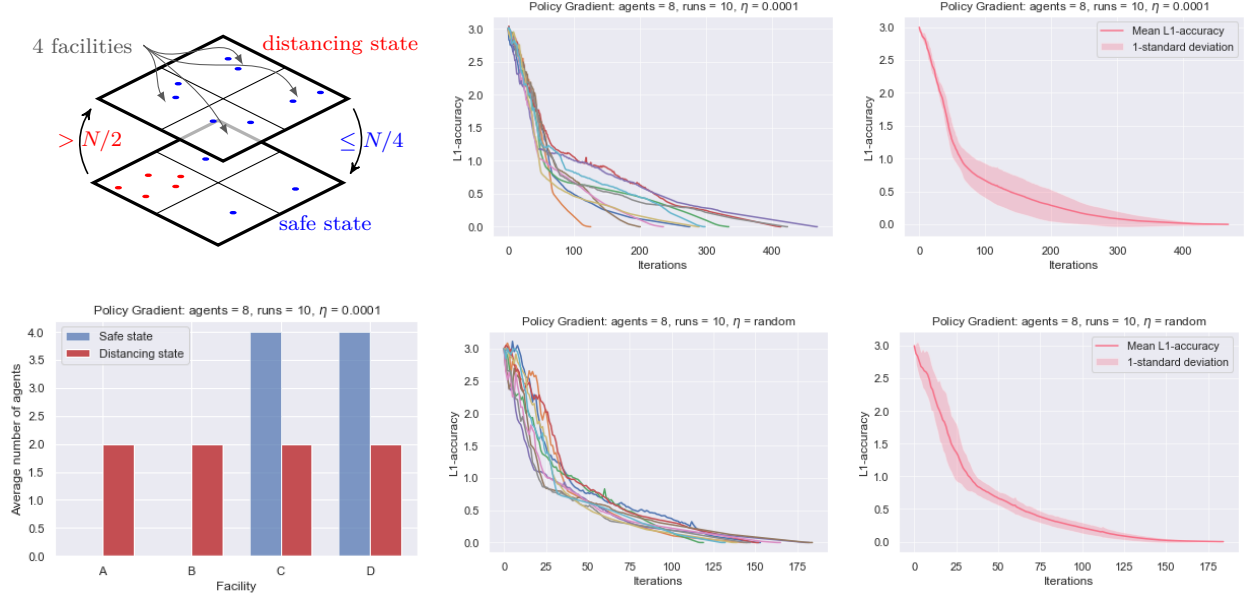 4 facilities
distancing state
> N/2
≤ N/4
safe state
Policy Gradient: agents = 8, runs = 10, η = 0.0001
L1-accuracy
3.0
2.5
2.0
1.5
1.0
0.5
0.0
0
100
200
300
400
Iterations
Policy Gradient: agents = 8, runs = 10, η = 0.0001
Mean L1-accuracy
1-standard deviation
L1-accuracy
3.0
2.5
2.0
1.5
1.0
0.5
0.0
0
100
200
300
400
Iterations
Policy Gradient: agents = 8, runs = 10, η = 0.0001
Safe state
Distancing state
Average number of agents
4.0
3.5
3.0
2.5
2.0
1.5
1.0
0.5
0.0
A
B
C
D
Facility
Policy Gradient: agents = 8, runs = 10, η = random
L1-accuracy
3.0
2.5
2.0
1.5
1.0
0.5
0.0
0
25
50
75
100
125
150
175
Iterations
Policy Gradient: agents = 8, runs = 10, η = random
Mean L1-accuracy
1-standard deviation
L1-accuracy
3.0
2.5
2.0
1.5
1.0
0.5
0.0
0
25
50
75
100
125
150
175
Iterations